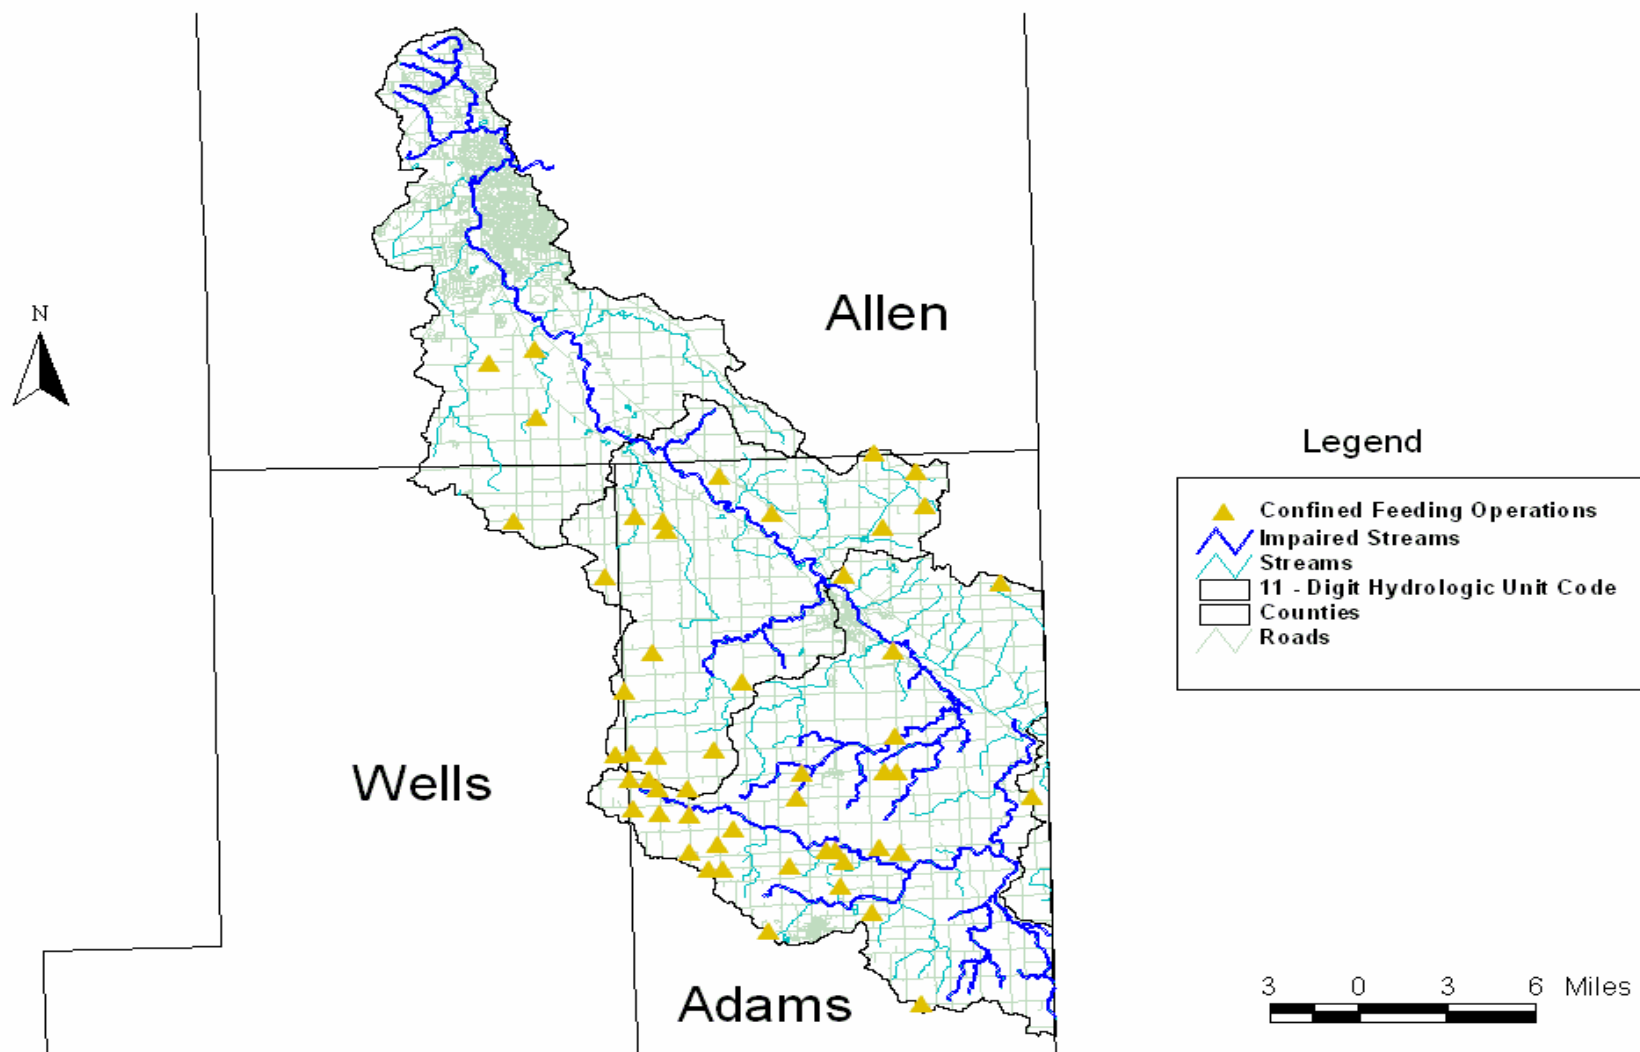 N
Allen
Wells
Adams
Legend
Confined Feeding Operations
Impaired Streams
Streams
11 - Digit Hydrologic Unit Code
Counties
Roads
3 0 3 6 Miles